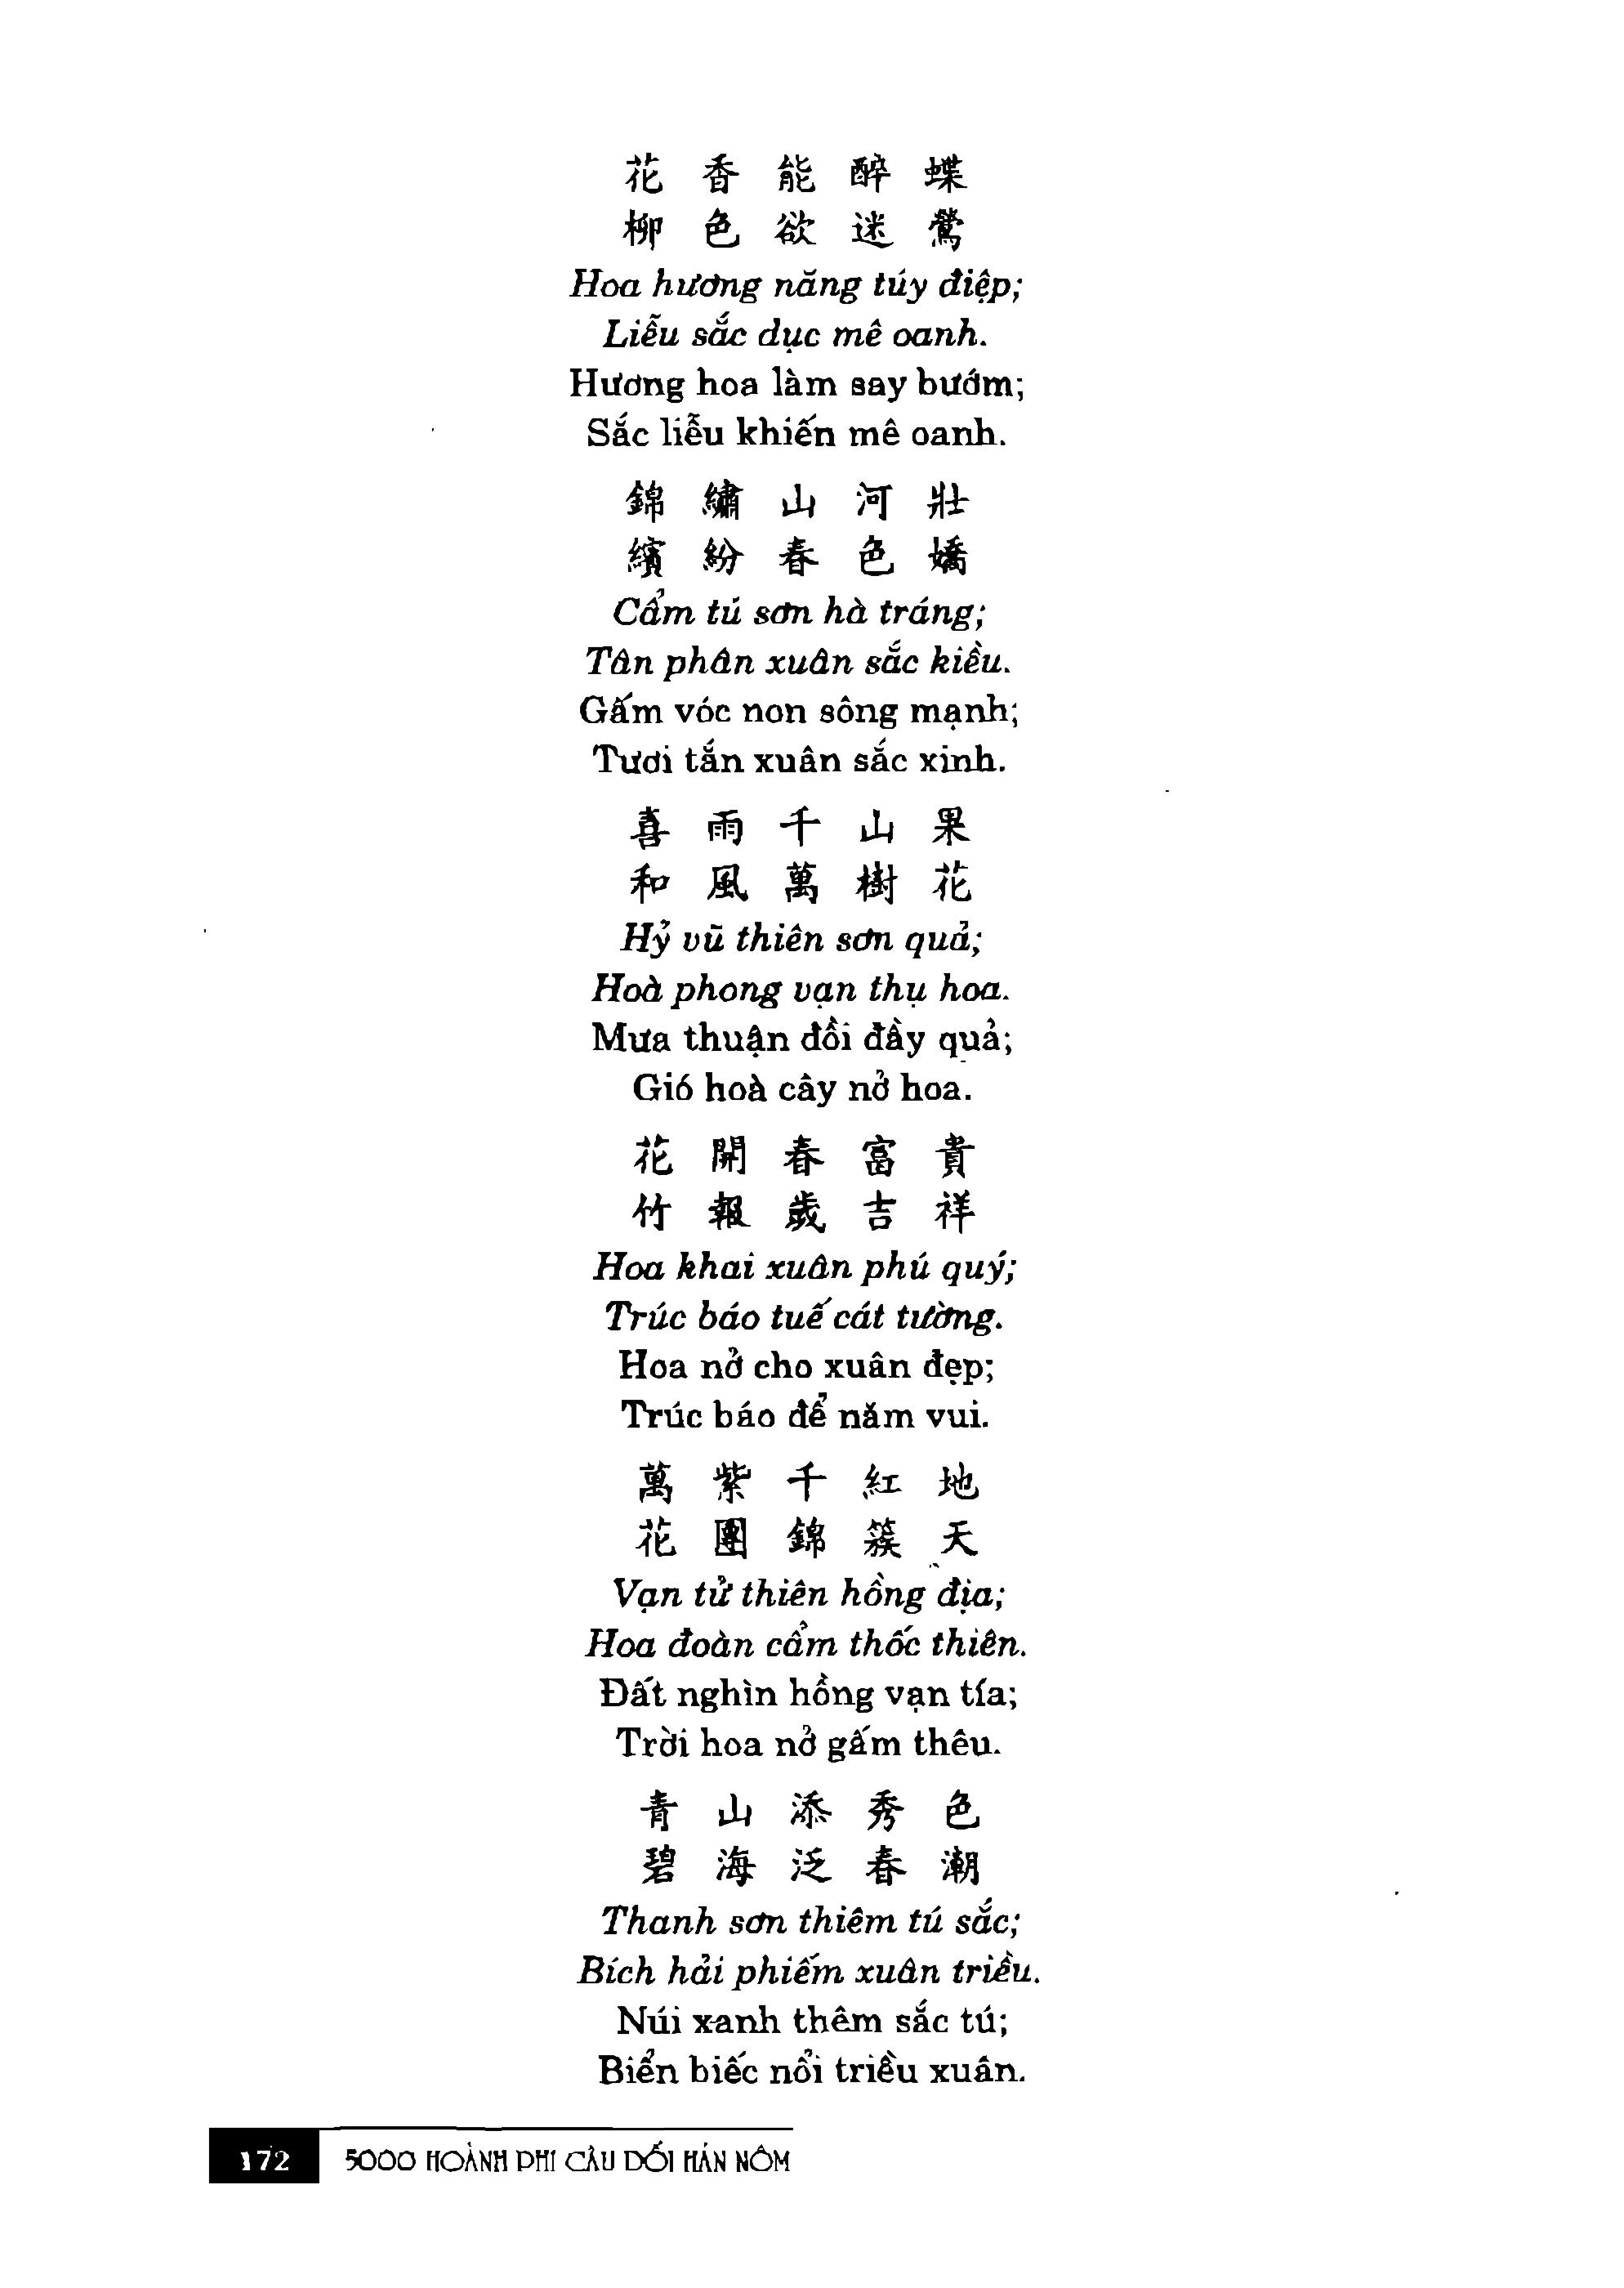 花 香 能 醉 蝶
柳 色 欲 迷 鶯
Hoa hương năng túy điệp;
Liễu sắc dục mê oanh.
Hương hoa làm say bướm;
Sắc liễu khiến mê oanh.
錦 繡 山 河 壯
繽 紛 春 色 嬌
Cẩm tú sơn hà tráng;
Tân phân xuân sắc kiều.
Gấm vóc non sông mạnh;
Tươi tắn xuân sắc xinh.
喜 雨 千 山 果
和 風 萬 樹 花
Hỷ vũ thiên sơn quả;
Hoà phong vạn thụ hoa.
Mưa thuận đồi đầy quả;
Gió hoà cây nở hoa.
花 開 春 富 貴
竹 報 歲 吉 祥
Hoa khai xuân phú quý;
Trúc báo tuế cát tường.
Hoa nở cho xuân đẹp;
Trúc báo để năm vui.
萬 紫 千 紅 地
花 團 錦 簇 天
Vạn tử thiên hồng địa;
Hoa đoàn cẩm thốc thiên.
Đất nghìn hồng vạn tía;
Trời hoa nở gấm thêu.
青 山 添 秀 色
碧 海 泛 春 潮
Thanh sơn thiêm tú sắc;
Bích hải phiếm xuân triều.
Núi xanh thêm sắc tú;
Biển biếc nổi triều xuân.
172 5000 HOÀNH PHI CÂU ĐỐI HÁN NÔM